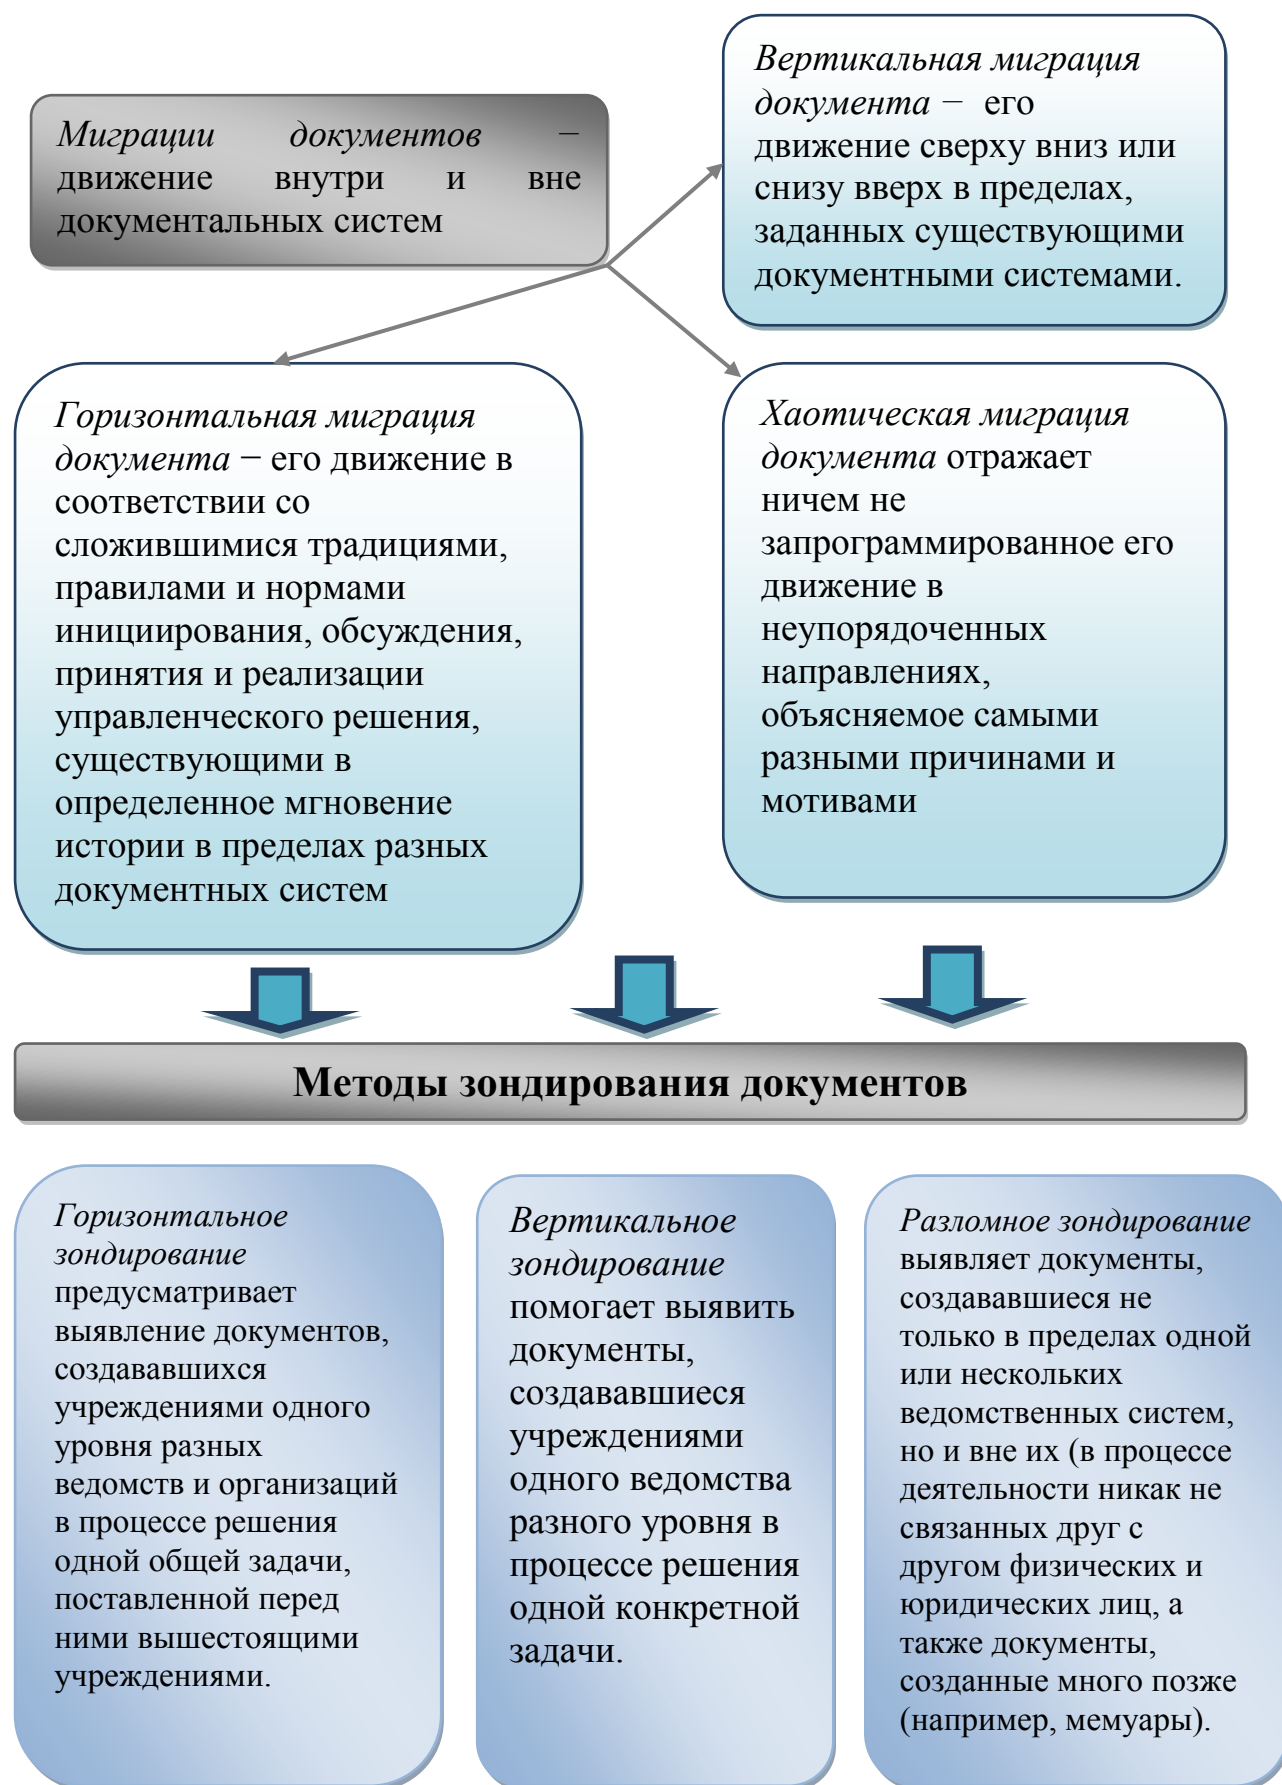 Миграции документов −
движение внутри и вне
документальных систем
Вертикальная миграция
документа − его
движение сверху вниз или
снизу вверх в пределах,
заданных существующими
документными системами.
Горизонтальная миграция
документа − его движение в
соответствии со
сложившимися традициями,
правилами и нормами
инициирования, обсуждения,
принятия и реализации
управленческого решения,
существующими в
определенное мгновение
истории в пределах разных
документных систем
Хаотическая миграция
документа отражает
ничем не
запрограммированное его
движение в
неупорядоченных
направлениях,
объясняемое самыми
разными причинами и
мотивами
Методы зондирования документов
Горизонтальное
зондирование
предусматривает
выявление документов,
создававшихся
учреждениями одного
уровня разных
ведомств и организаций
в процессе решения
одной общей задачи,
поставленной перед
ними вышестоящими
учреждениями.
Вертикальное
зондирование
помогает выявить
документы,
создававшиеся
учреждениями
одного ведомства
разного уровня в
процессе решения
одной конкретной
задачи.
Разломное зондирование
выявляет документы,
создававшиеся не
только в пределах одной
или нескольких
ведомственных систем,
но и вне их (в процессе
деятельности никак не
связанных друг с
другом физических и
юридических лиц, а
также документы,
созданные много позже
(например, мемуары).